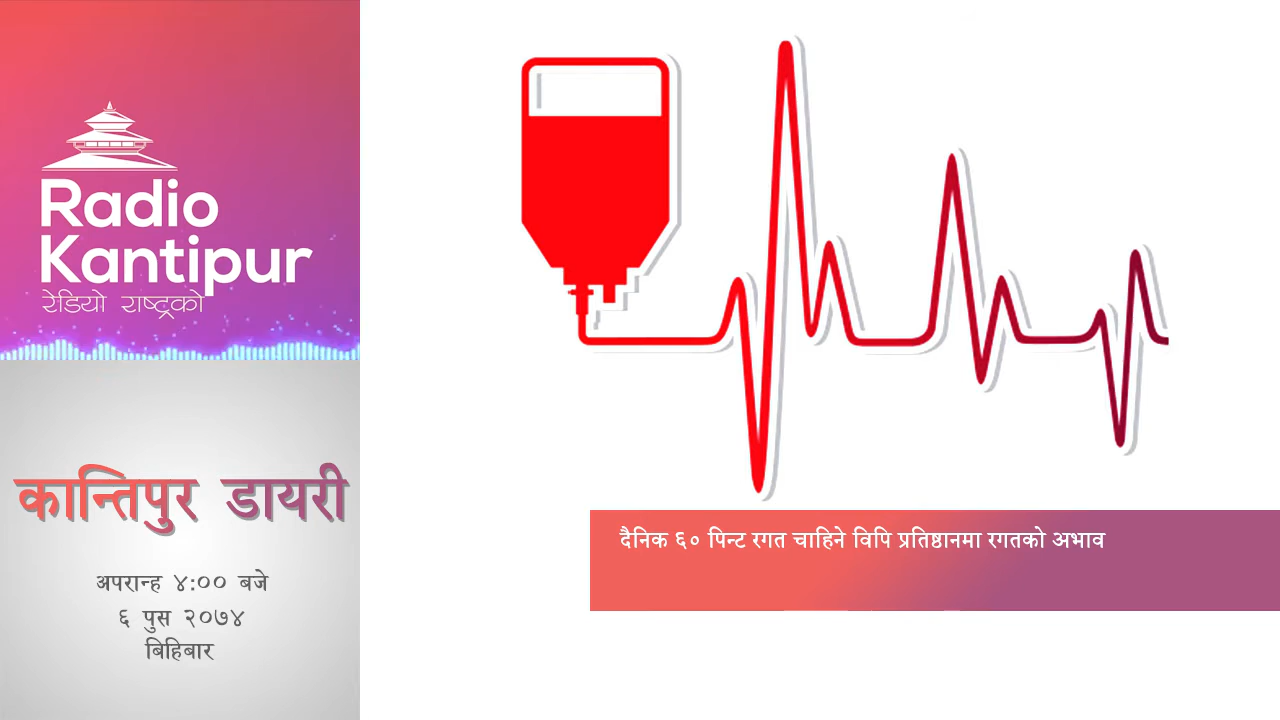 Radio
Kantipur
रेडियो राष्ट्रको
कान्तिपुर डायरी
अपरान्ह ४:०० बजे
६ पुस २०७४
बिहिबार
दैनिक ६० पिन्ट रगत चाहिने विपि प्रतिष्ठानमा रगतको अभाव